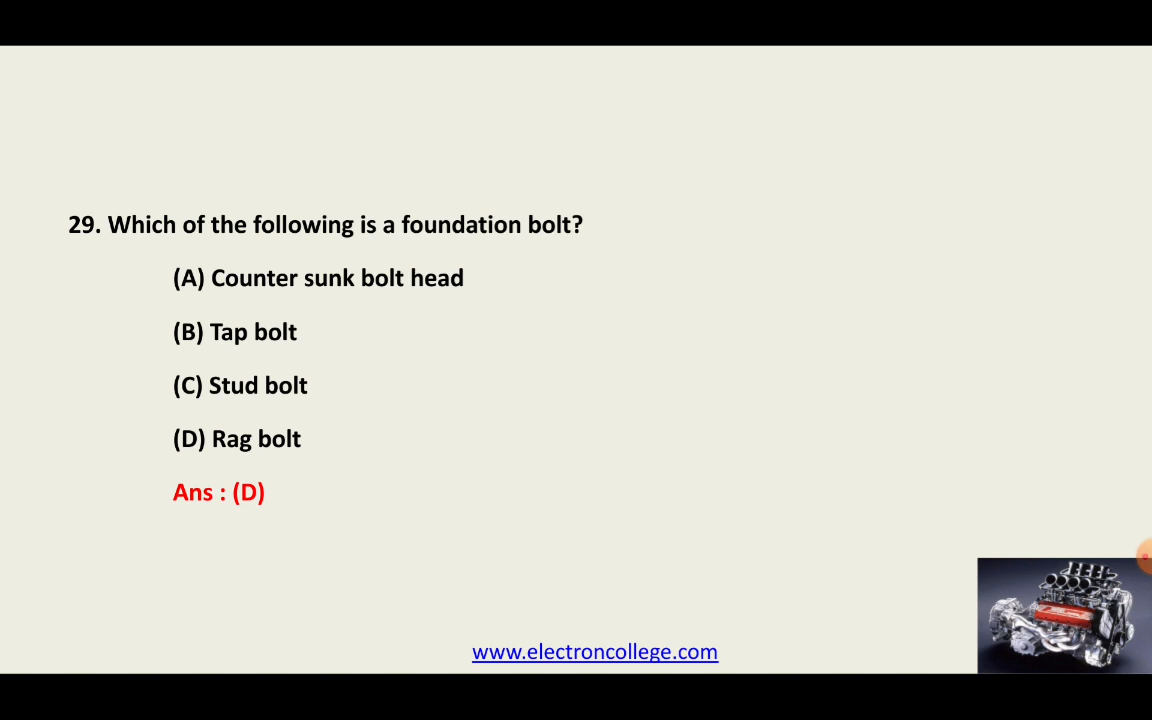 29. Which of the following is a foundation bolt?
(A) Counter sunk bolt head
(B) Tap bolt
(C) Stud bolt
(D) Rag bolt
Ans : (D)
www.electroncollege.com